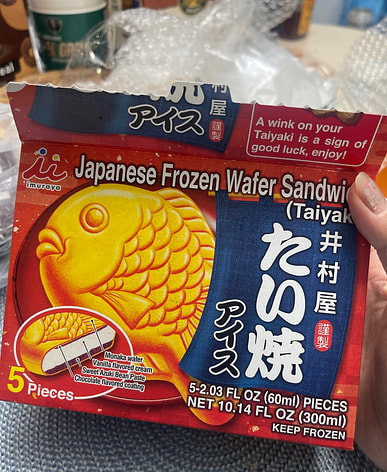 アイス
村
屋
謹製
A wink on your
Taiyaki is a sign of
good luck, enjoy!
imuraya
Japanese Frozen Wafer Sandwi
(Taiyak
井村屋
謹製
たい焼
アイス
Monaka wafer
Vanilla flavored cream
Sweet Azuki Bean Paste
Chocolate flavored coating
5 Pieces
5-2.03 FL OZ (60ml) PIECES
NET 10.14 FL OZ (300ml)
KEEP FROZEN